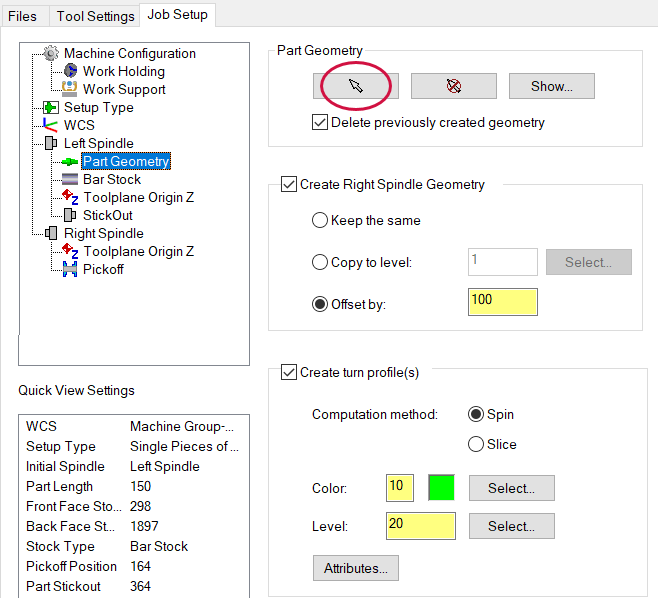 Files
Tool Settings
Job Setup
Machine Configuration
Work Holding
Work Support
Setup Type
WCS
Left Spindle
Part Geometry
Bar Stock
Toolplane Origin Z
StickOut
Right Spindle
Toolplane Origin Z
Pickoff
Quick View Settings
WCS Machine Group-...
Setup Type Single Pieces of ...
Initial Spindle Left Spindle
Part Length 150
Front Face Sto... 298
Back Face St... 1897
Stock Type Bar Stock
Pickoff Position 164
Part Stickout 364
Part Geometry
Show...
Delete previously created geometry
Create Right Spindle Geometry
Keep the same
Copy to level: 1 Select...
Offset by: 100
Create turn profile(s)
Computation method: Spin
Slice
Color: 10 Select...
Level: 20 Select...
Attributes...